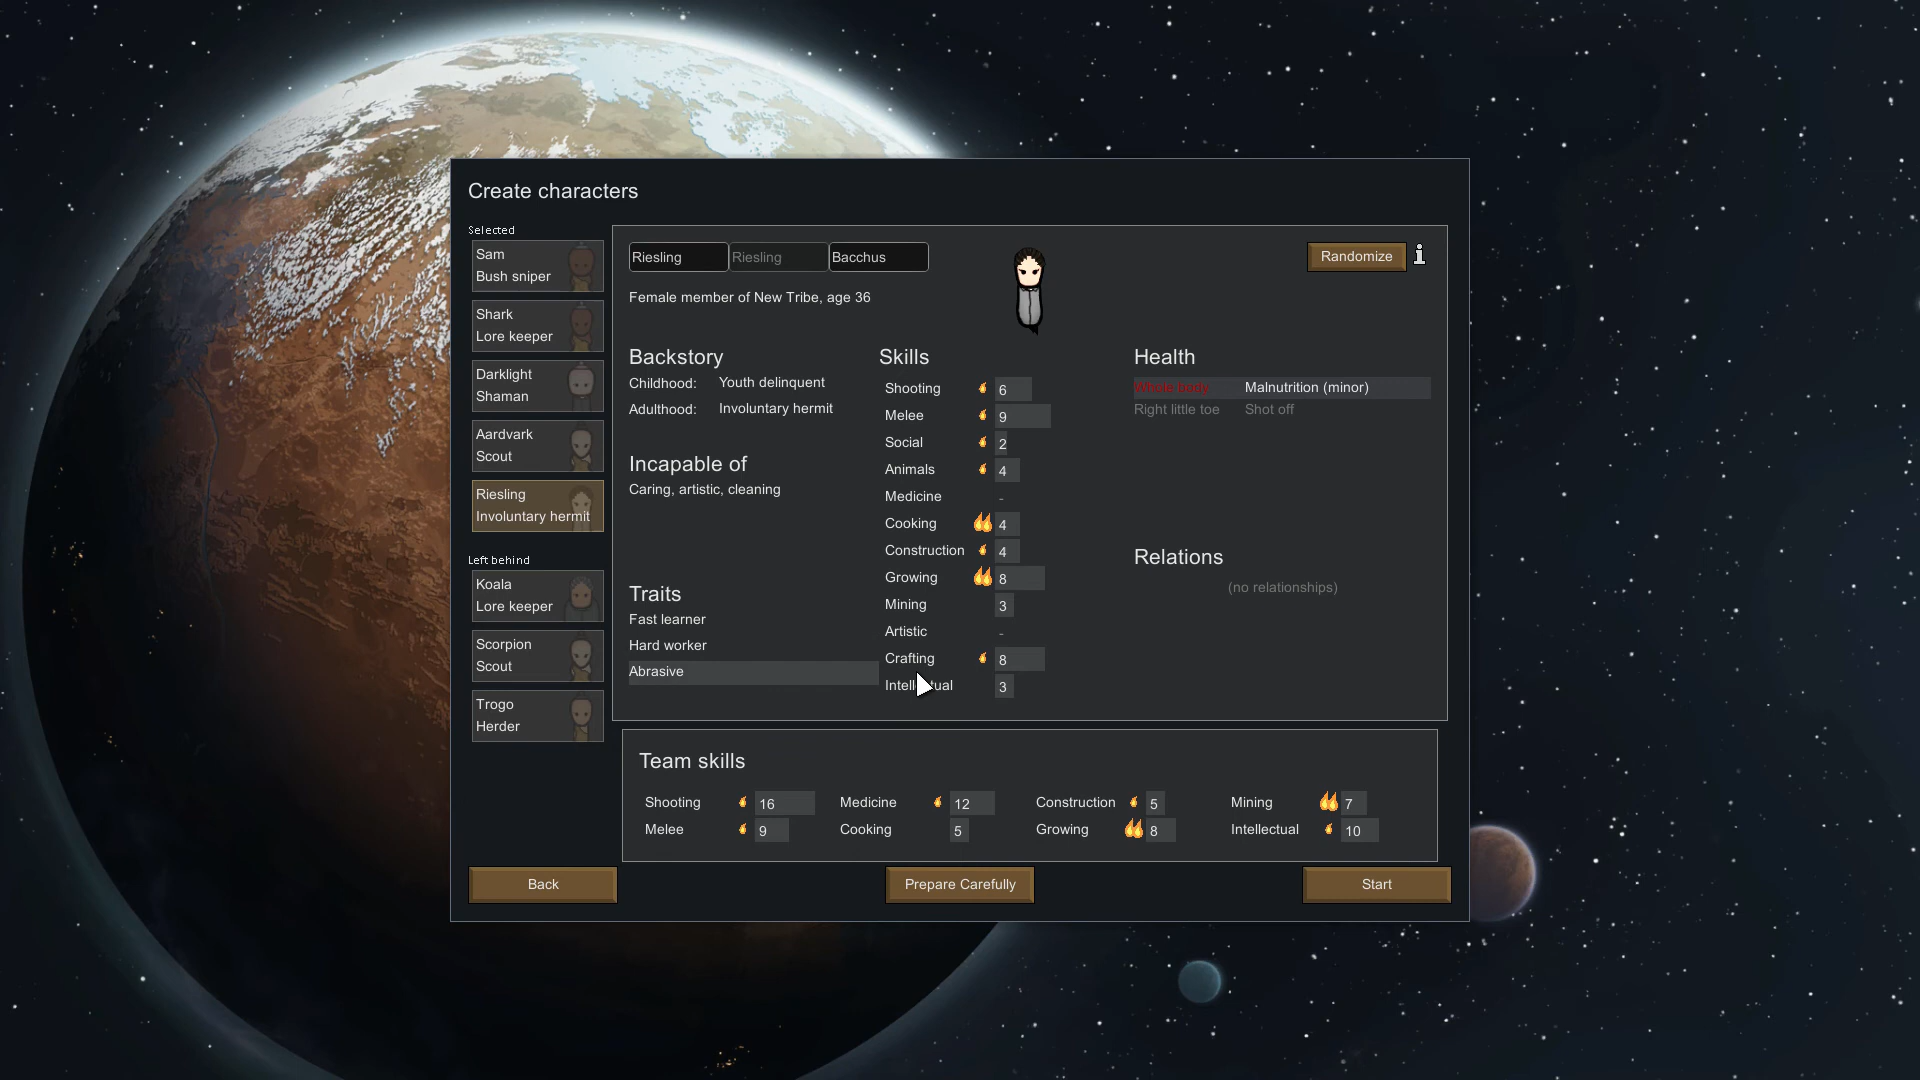 Create characters
Selected
Sam
Bush sniper
Shark
Lore keeper
Darklight
Shaman
Aardvark
Scout
Riesling
Involuntary hermit
Left behind
Koala
Lore keeper
Scorpion
Scout
Trogo
Herder
Riesling Riesling Bacchus
Randomize
Female member of New Tribe, age 36
Backstory
Childhood: Youth delinquent
Adulthood: Involuntary hermit
Incapable of
Caring, artistic, cleaning
Traits
Fast learner
Hard worker
Abrasive
Skills
Shooting 6
Melee 9
Social 2
Animals 4
Medicine -
Cooking 4
Construction 4
Growing 8
Mining 3
Artistic -
Crafting 8
Intellectual 3
Health
Whole body Malnutrition (minor)
Right little toe Shot off
Relations
(no relationships)
Team skills
Shooting 16 Medicine 12 Construction 5 Mining 7
Melee 9 Cooking 5 Growing 8 Intellectual 10
Back Prepare Carefully Start